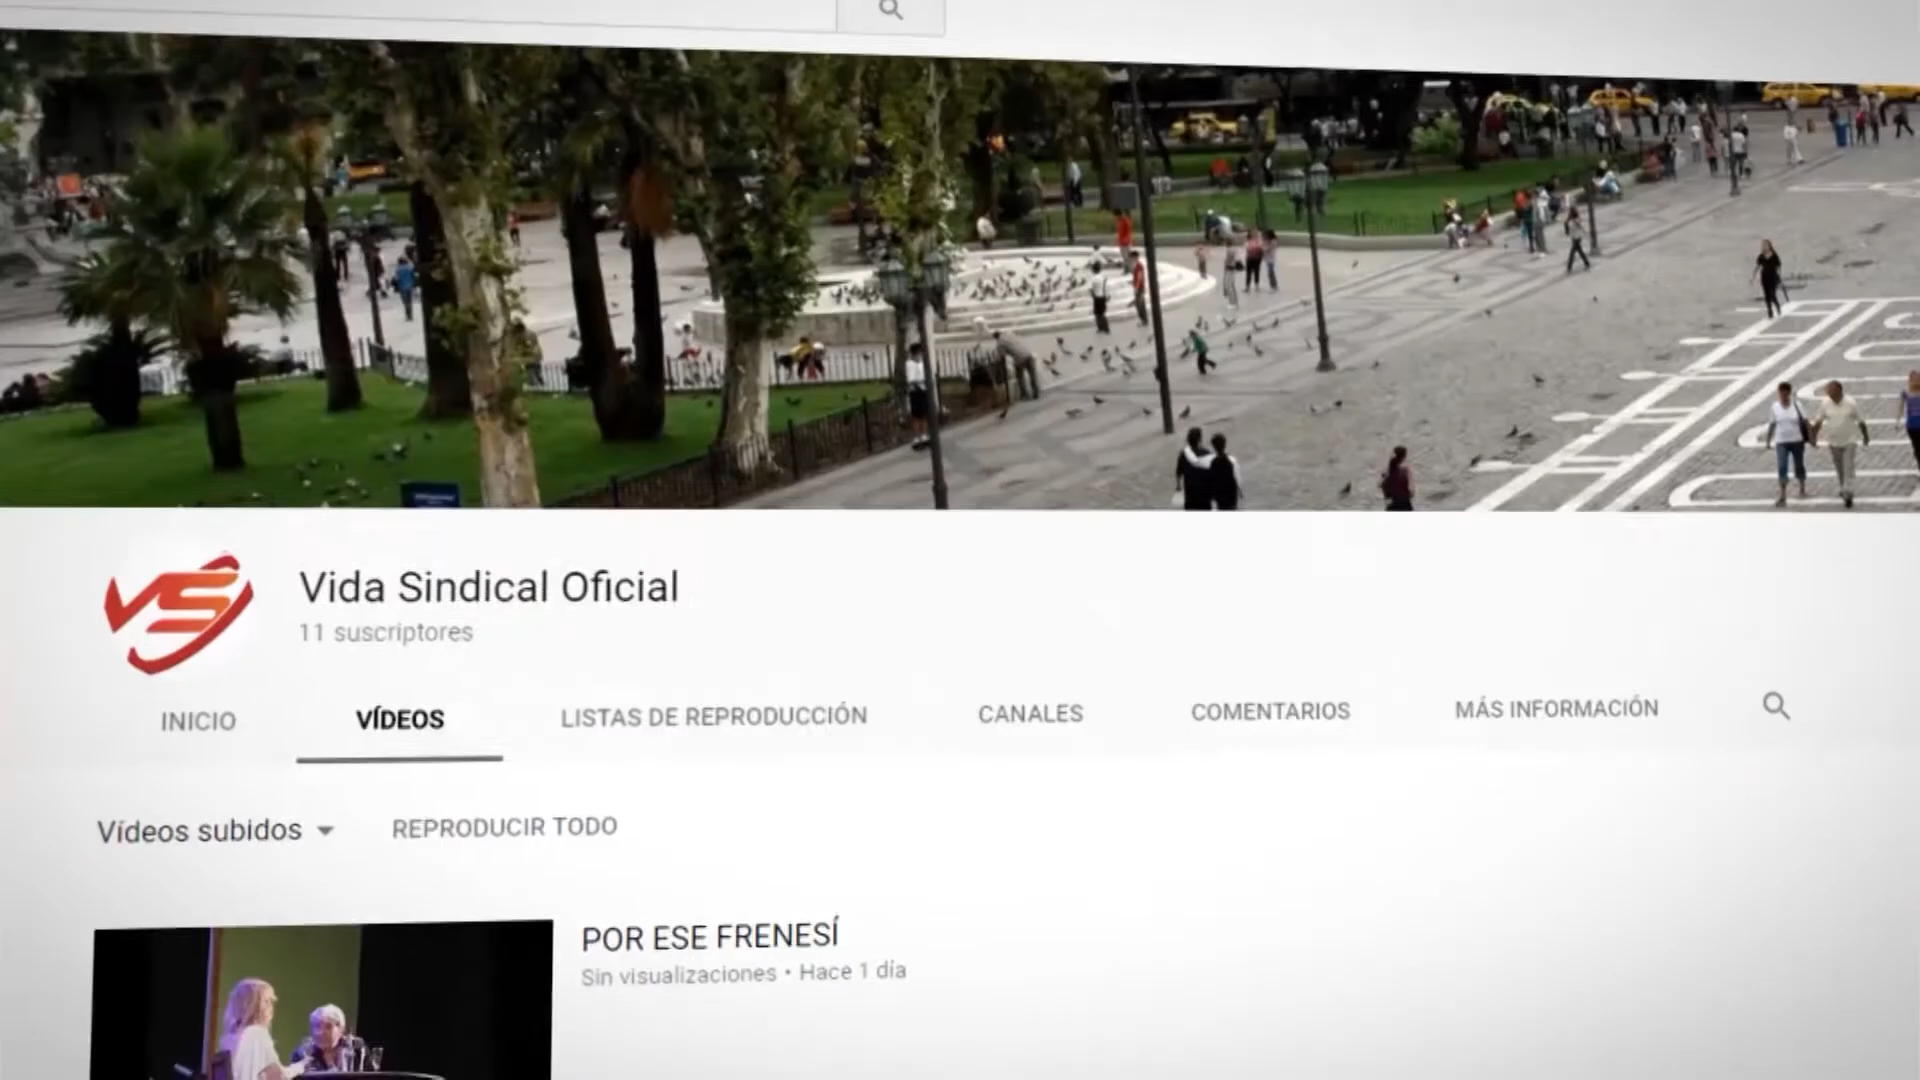 VS
Vida Sindical Oficial
11 suscriptores
INICIO VÍDEOS LISTAS DE REPRODUCCIÓN CANALES COMENTARIOS MÁS INFORMACIÓN
Vídeos subidos REPRODUCIR TODO
POR ESE FRENESÍ
Sin visualizaciones • Hace 1 día